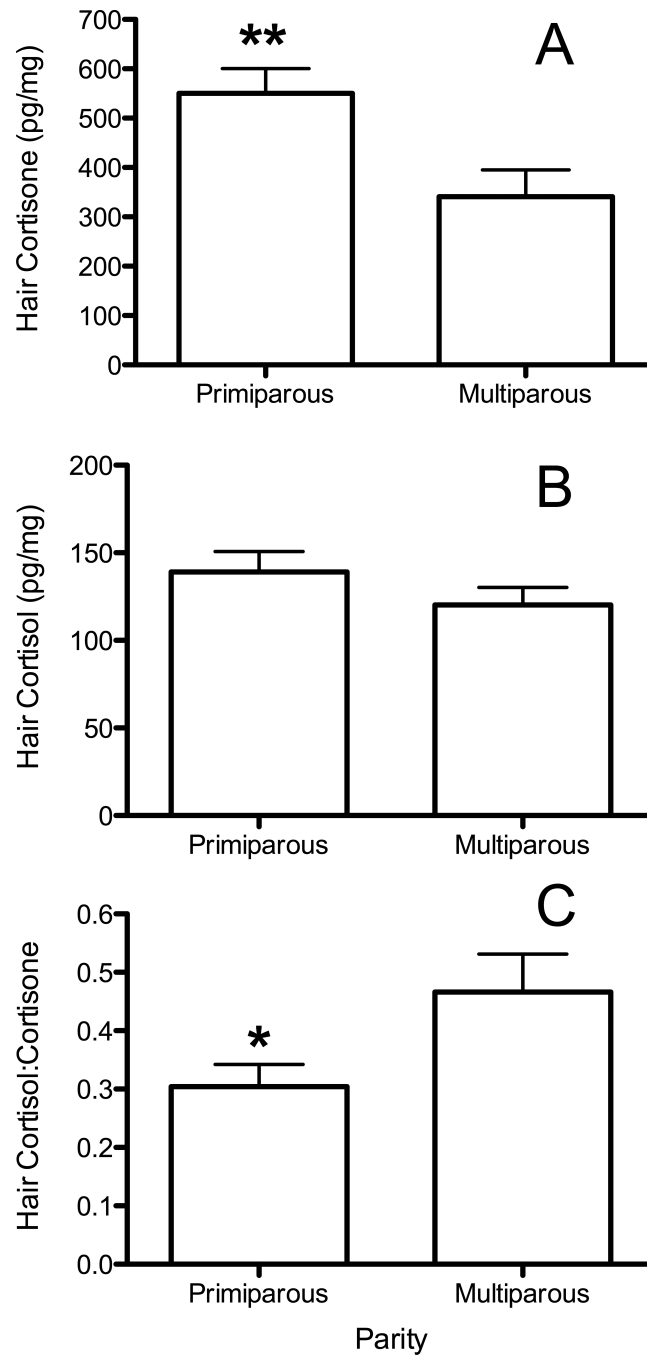 A
**
Hair Cortisone (pg/mg)
700
600
500
400
300
200
100
0
Primiparous Multiparous
B
Hair Cortisol (pg/mg)
200
150
100
50
0
Primiparous Multiparous
C
*
Hair Cortisol:Cortisone
0.6
0.5
0.4
0.3
0.2
0.1
0.0
Primiparous Multiparous
Parity